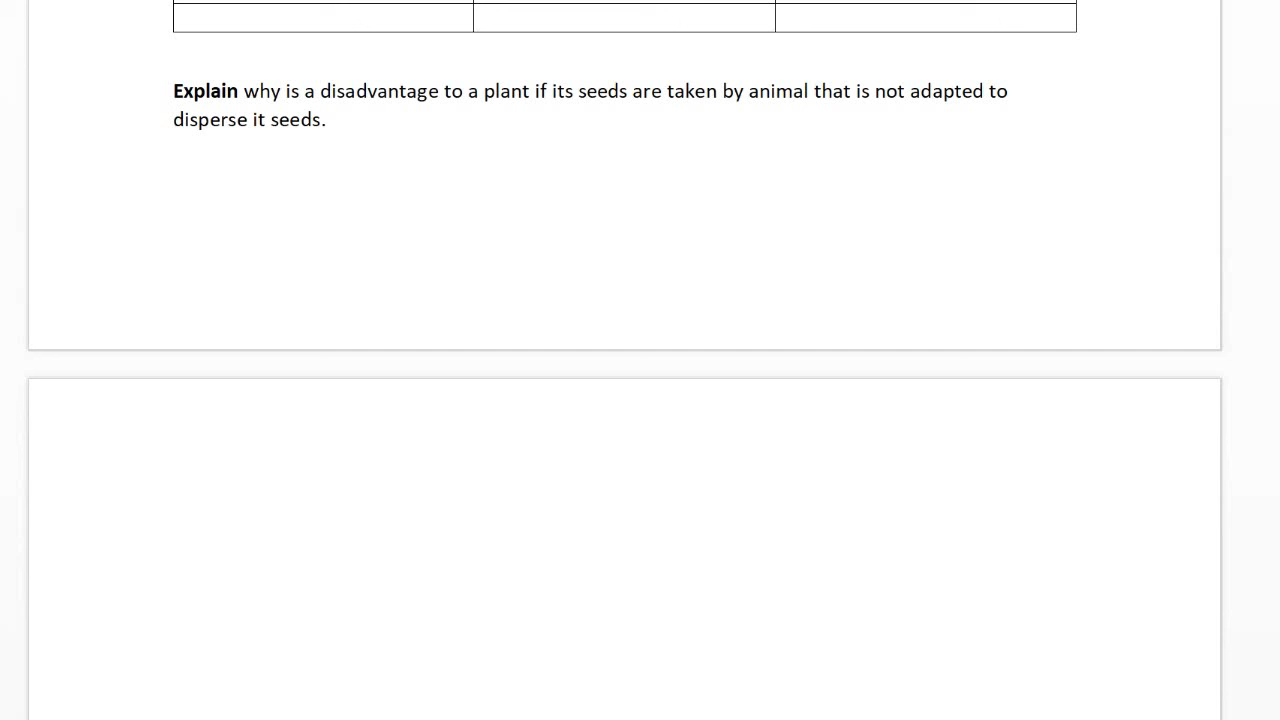 Explain why is a disadvantage to a plant if its seeds are taken by animal that is not adapted to
disperse it seeds.